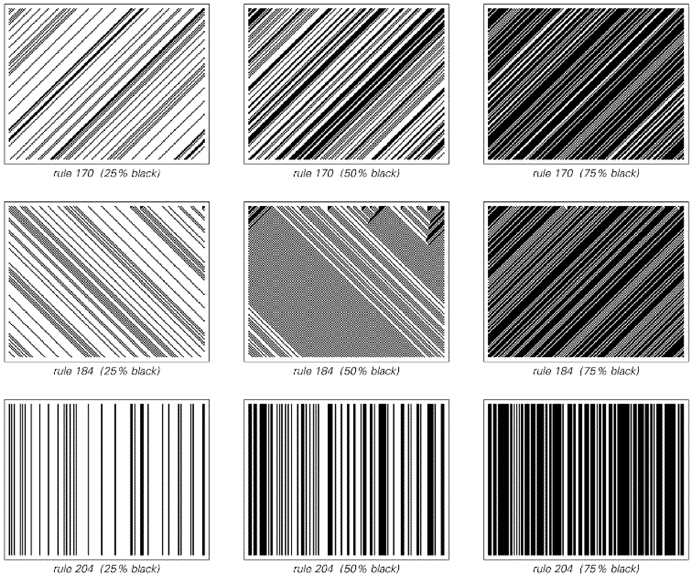 rule 170 (25% black) rule 170 (50% black) rule 170 (75% black)
rule 184 (25% black) rule 184 (50% black) rule 184 (75% black)
rule 204 (25% black) rule 204 (50% black) rule 204 (75% black)